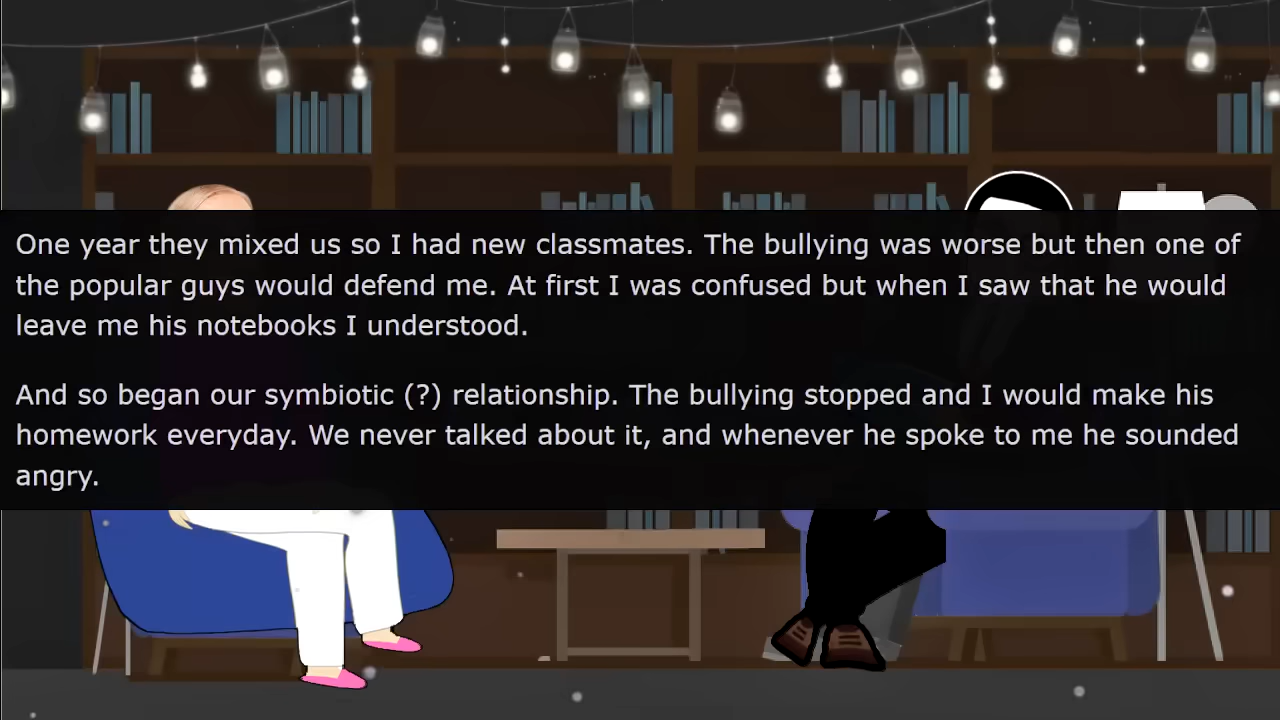 One year they mixed us so I had new classmates. The bullying was worse but then one of
the popular guys would defend me. At first I was confused but when I saw that he would
leave me his notebooks I understood.
And so began our symbiotic (?) relationship. The bullying stopped and I would make his
homework everyday. We never talked about it, and whenever he spoke to me he sounded
angry.